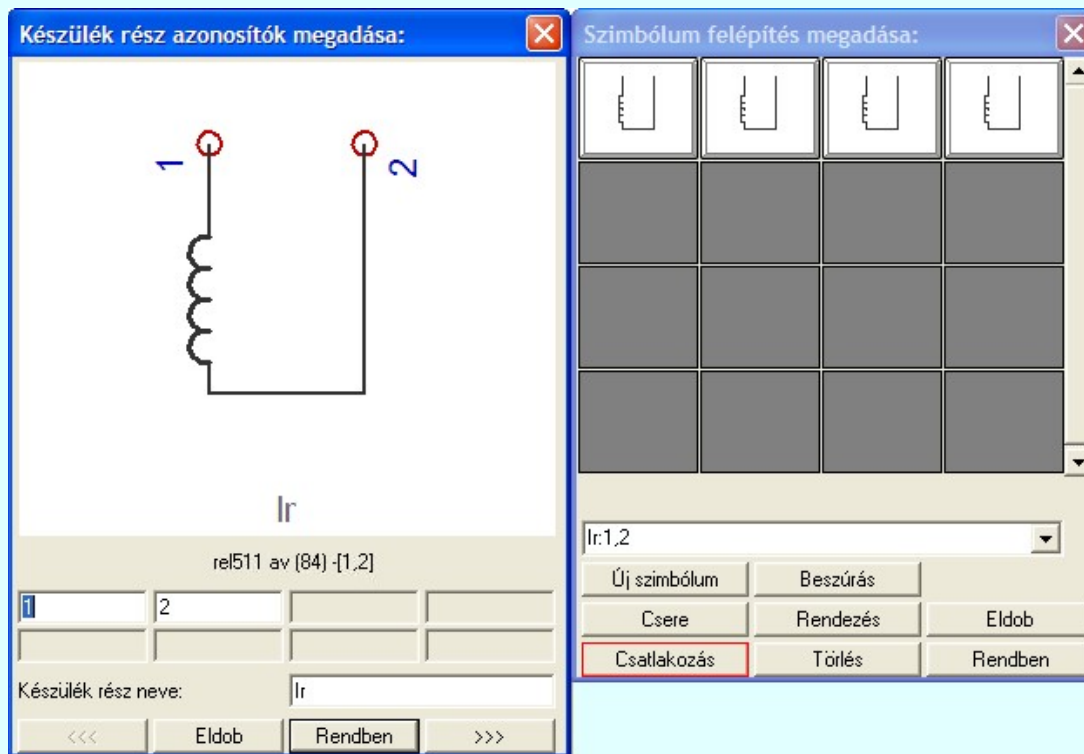 Készülék rész azonosítók megadása:
1
2
Ir
rel511 av (84) -[1,2]
1 2
Készülék rész neve: Ir
<<< Eldob Rendben >>>
Szimbólum felépítés megadása:
Ir:1,2
Új szimbólum Beszúrás
Csere Rendezés Eldob
Csatlakozás Törlés Rendben